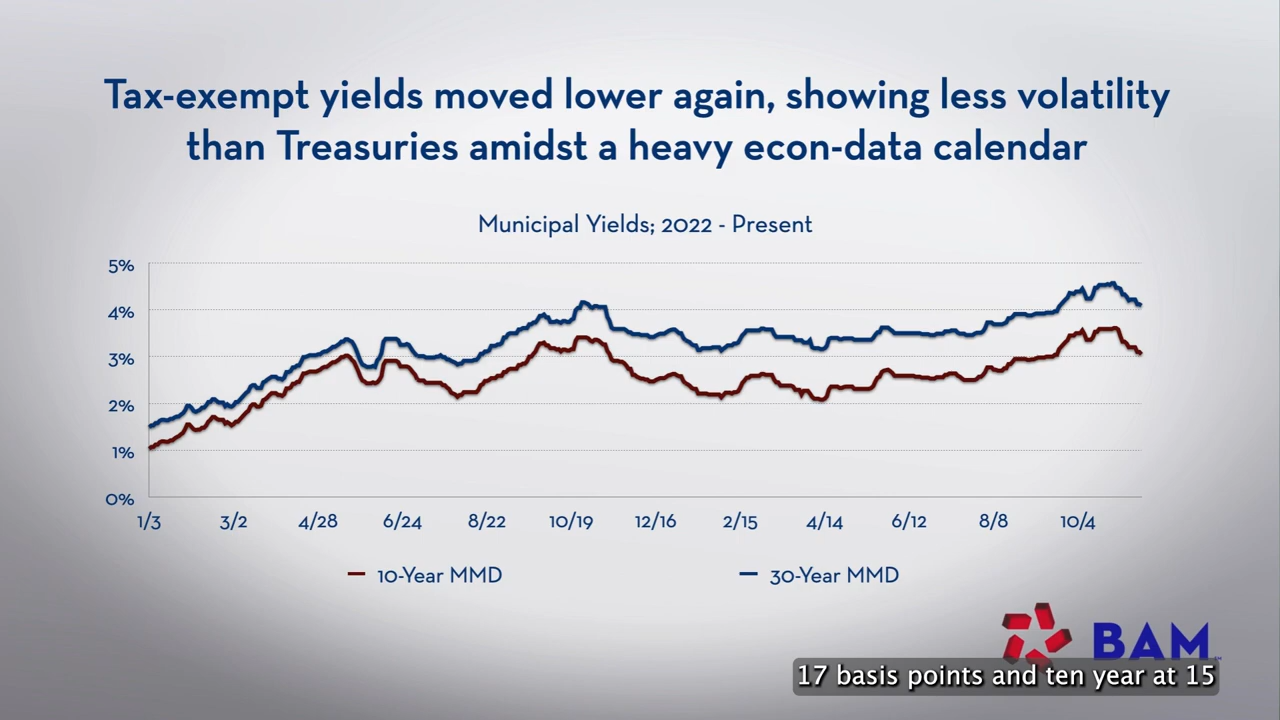 Tax-exempt yields moved lower again, showing less volatility
than Treasuries amidst a heavy econ-data calendar
Municipal Yields; 2022 - Present
5%
4%
3%
2%
1%
0%
1/3 3/2 4/28 6/24 8/22 10/19 12/16 2/15 4/14 6/12 8/8 10/4
10-Year MMD 30-Year MMD
BAM
17 basis points and ten year at 15